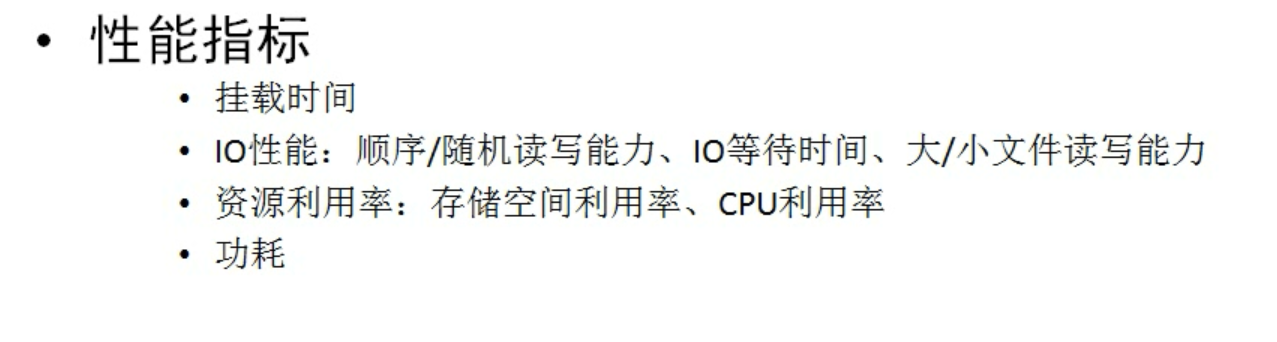 • 性能指标
• 挂载时间
• IO性能：顺序/随机读写能力、IO等待时间、大/小文件读写能力
• 资源利用率：存储空间利用率、CPU利用率
• 功耗